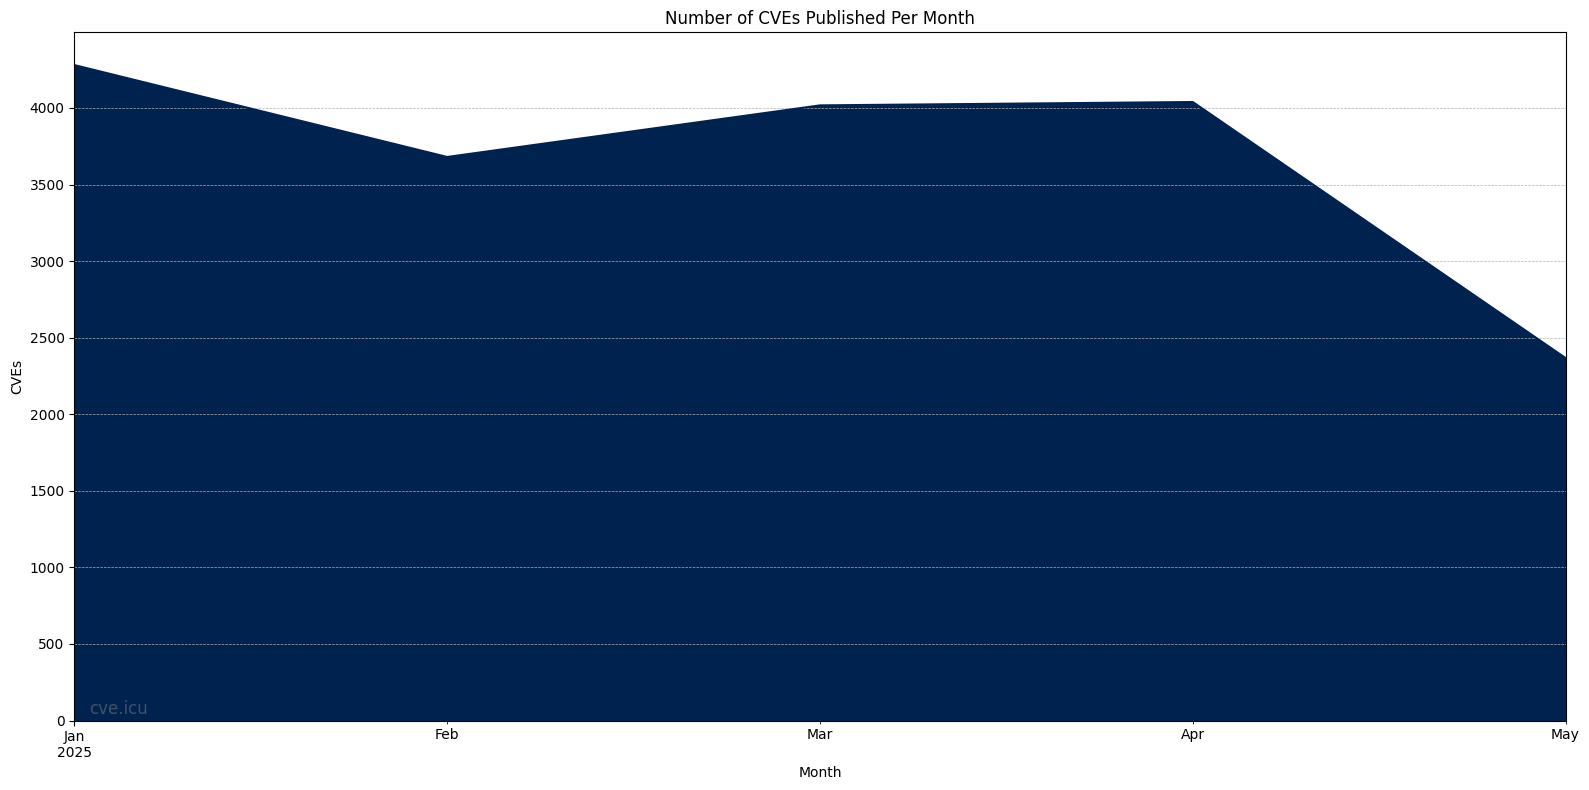 Number of CVEs Published Per Month
CVEs
4000
3500
3000
2500
2000
1500
1000
500
0
cve.icu
Jan
2025
Feb
Mar
Apr
May
Month